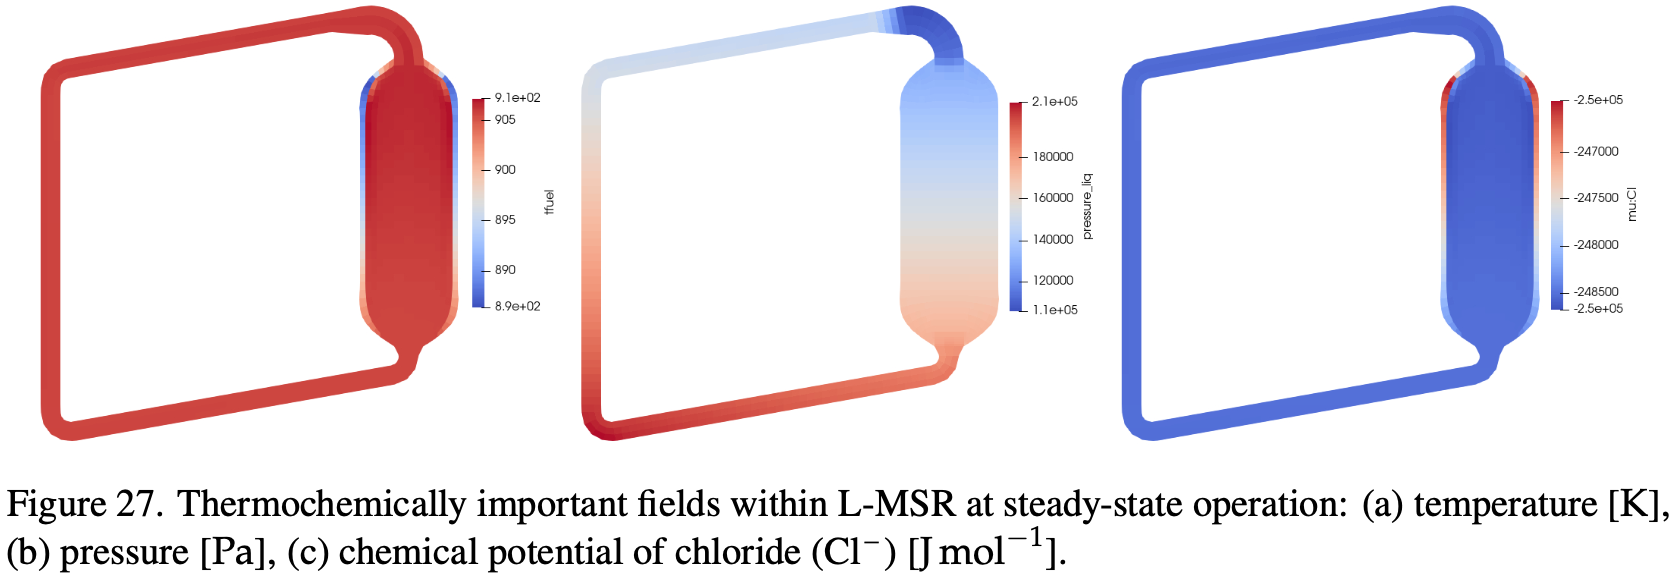 9.1e+02
905
900
895
890
8.9e+02
tfuel
2.1e+05
180000
160000
140000
120000
1.1e+05
pressure_liq
-2.5e+05
-247000
-247500
-248000
-248500
-2.5e+05
mu:Cl
Figure 27. Thermochemically important fields within L-MSR at steady-state operation: (a) temperature [K],
(b) pressure [Pa], (c) chemical potential of chloride (Cl⁻) [J mol⁻¹].